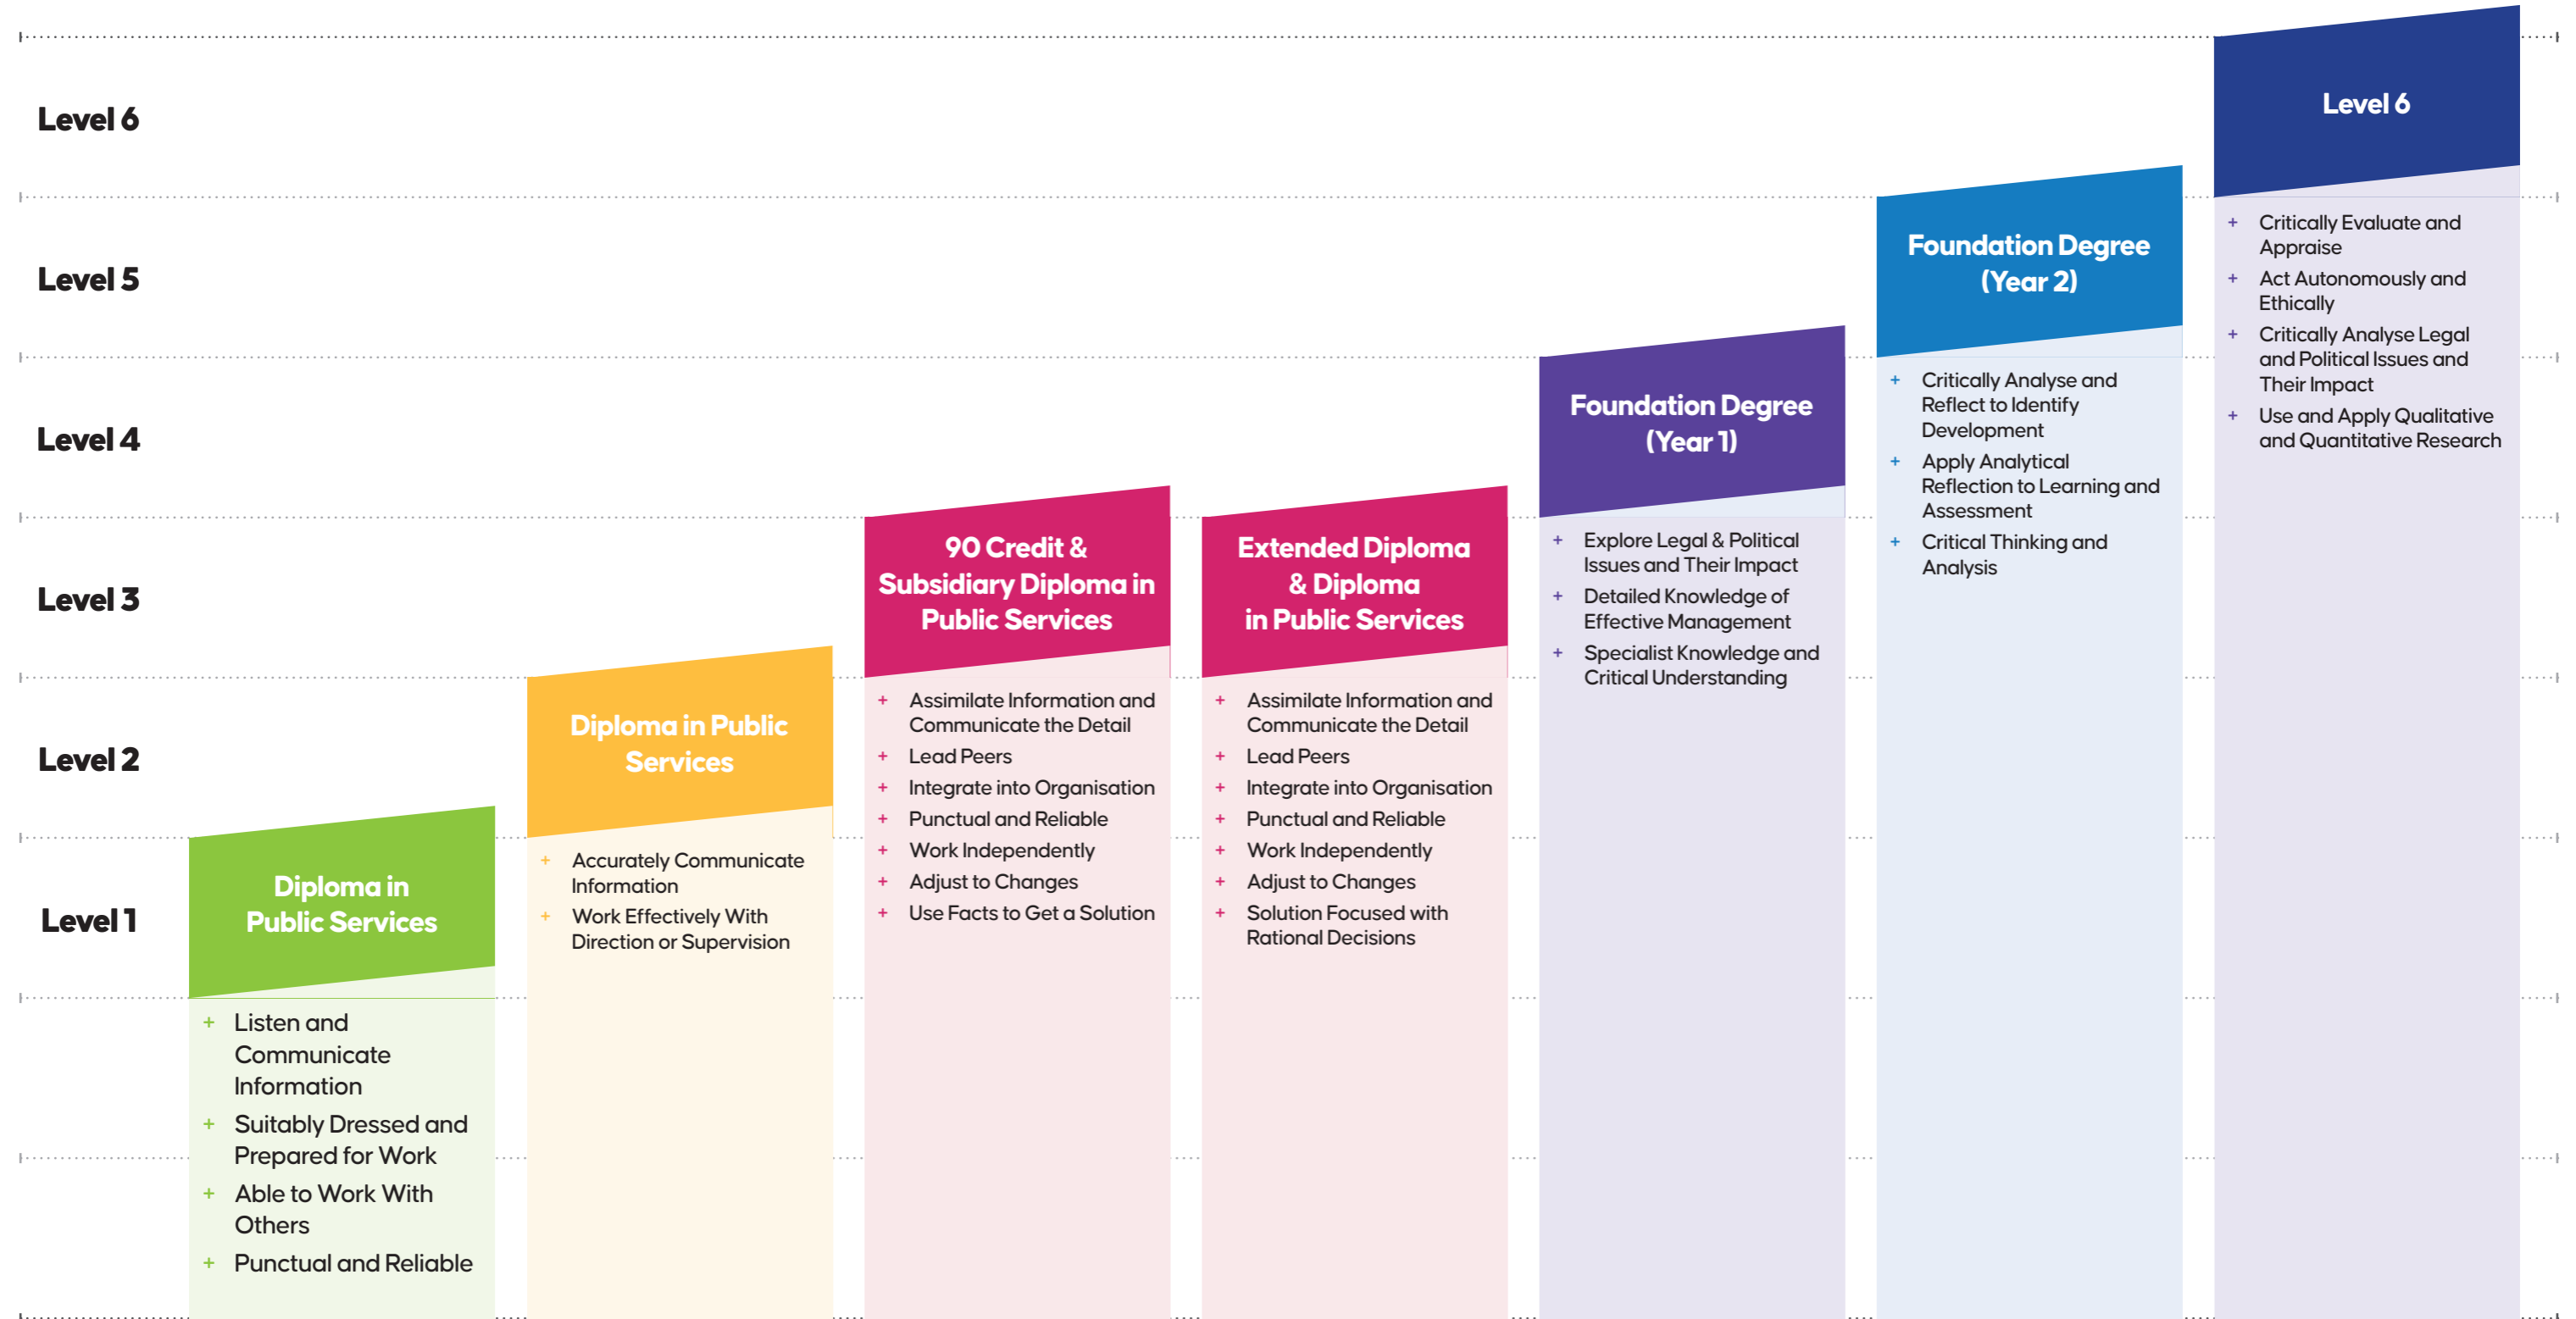 Level 6
Level 5
Level 4
Level 3
Level 2
Level 1
Diploma in
Public Services
+ Listen and
Communicate
Information
+ Suitably Dressed and
Prepared for Work
+ Able to Work With
Others
+ Punctual and Reliable
Diploma in Public
Services
+ Accurately Communicate
Information
+ Work Effectively With
Direction or Supervision
90 Credit &
Subsidiary Diploma in
Public Services
+ Assimilate Information and
Communicate the Detail
+ Lead Peers
+ Integrate into Organisation
+ Punctual and Reliable
+ Work Independently
+ Adjust to Changes
+ Use Facts to Get a Solution
Extended Diploma
& Diploma
in Public Services
+ Assimilate Information and
Communicate the Detail
+ Lead Peers
+ Integrate into Organisation
+ Punctual and Reliable
+ Work Independently
+ Adjust to Changes
+ Solution Focused with
Rational Decisions
Foundation Degree
(Year 1)
+ Explore Legal & Political
Issues and Their Impact
+ Detailed Knowledge of
Effective Management
+ Specialist Knowledge and
Critical Understanding
Foundation Degree
(Year 2)
+ Critically Analyse and
Reflect to Identify
Development
+ Apply Analytical
Reflection to Learning and
Assessment
+ Critical Thinking and
Analysis
Level 6
+ Critically Evaluate and
Appraise
+ Act Autonomously and
Ethically
+ Critically Analyse Legal
and Political Issues and
Their Impact
+ Use and Apply Qualitative
and Quantitative Research